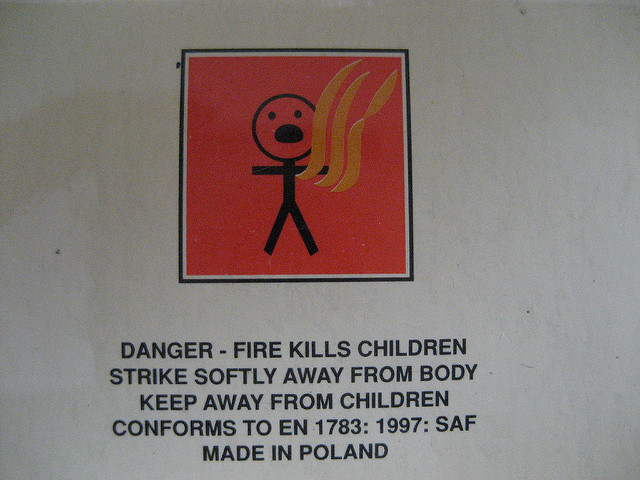 DANGER - FIRE KILLS CHILDREN
STRIKE SOFTLY AWAY FROM BODY
KEEP AWAY FROM CHILDREN
CONFORMS TO EN 1783: 1997: SAF
MADE IN POLAND